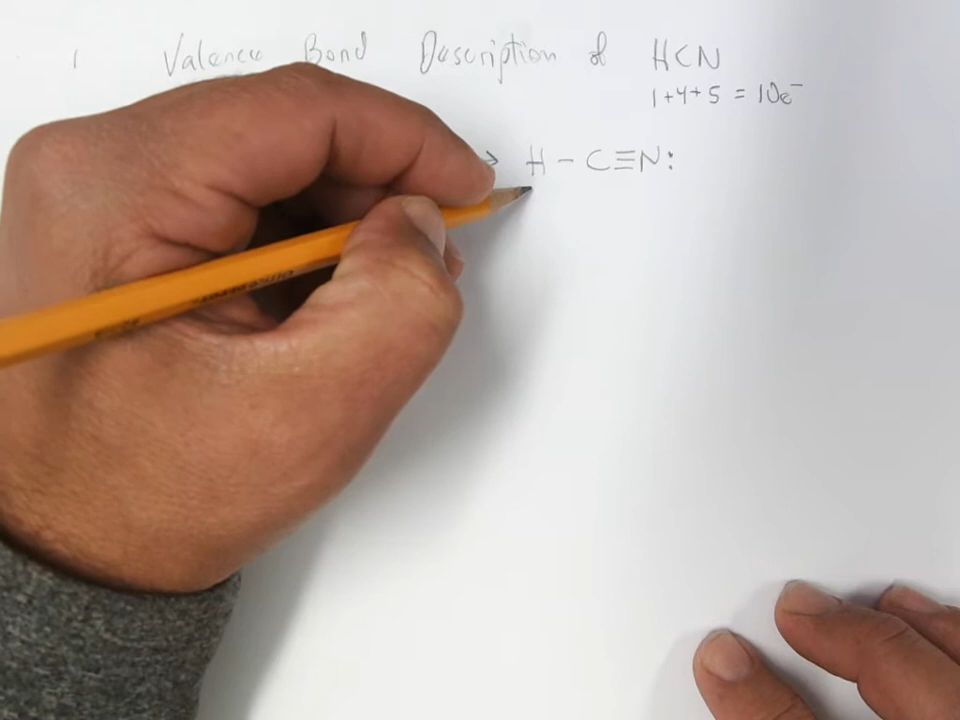 1 Valence Bond Description of HCN
1+4+5 = 10e⁻
→ H – C≡N: